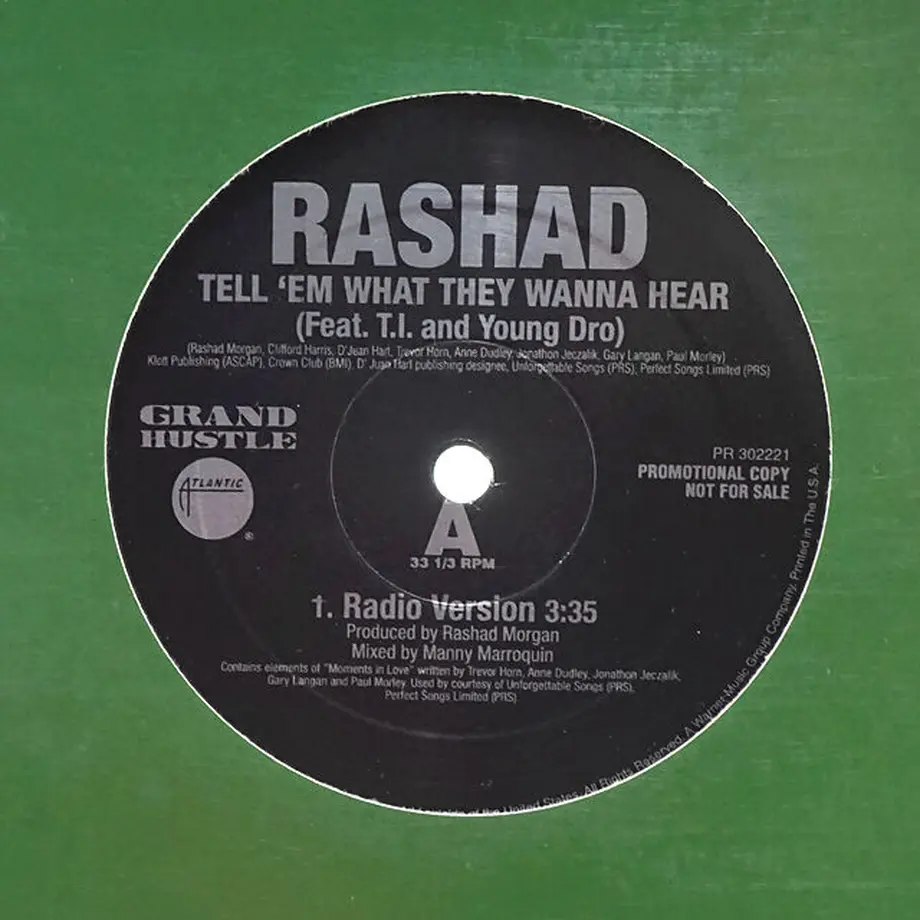 RASHAD
TELL 'EM WHAT THEY WANNA HEAR
(Feat. T.I. and Young Dro)
(Rashad Morgan, Clifford Harris, D'Juan Hart, Trevor Horn, Anne Dudley, Jonathon Jeczalik, Gary Langan, Paul Morley)
Klott Publishing (ASCAP), Crown Club (BMI), D' Juan Hart publishing designee, Unforgettable Songs (PRS), Perfect Songs Limited (PRS)
GRAND
HUSTLE
ATLANTIC
®
PR 302221
PROMOTIONAL COPY
NOT FOR SALE
A
33 1/3 RPM
1. Radio Version 3:35
Produced by Rashad Morgan
Mixed by Manny Marroquin
Contains elements of "Moments in Love" written by Trevor Horn, Anne Dudley, Jonathon Jeczalik,
Gary Langan and Paul Morley. Used by courtesy of Unforgettable Songs (PRS),
Perfect Songs Limited (PRS)
of the United States. All Rights Reserved. A Warner Music Group Company. Printed in The U.S.A.